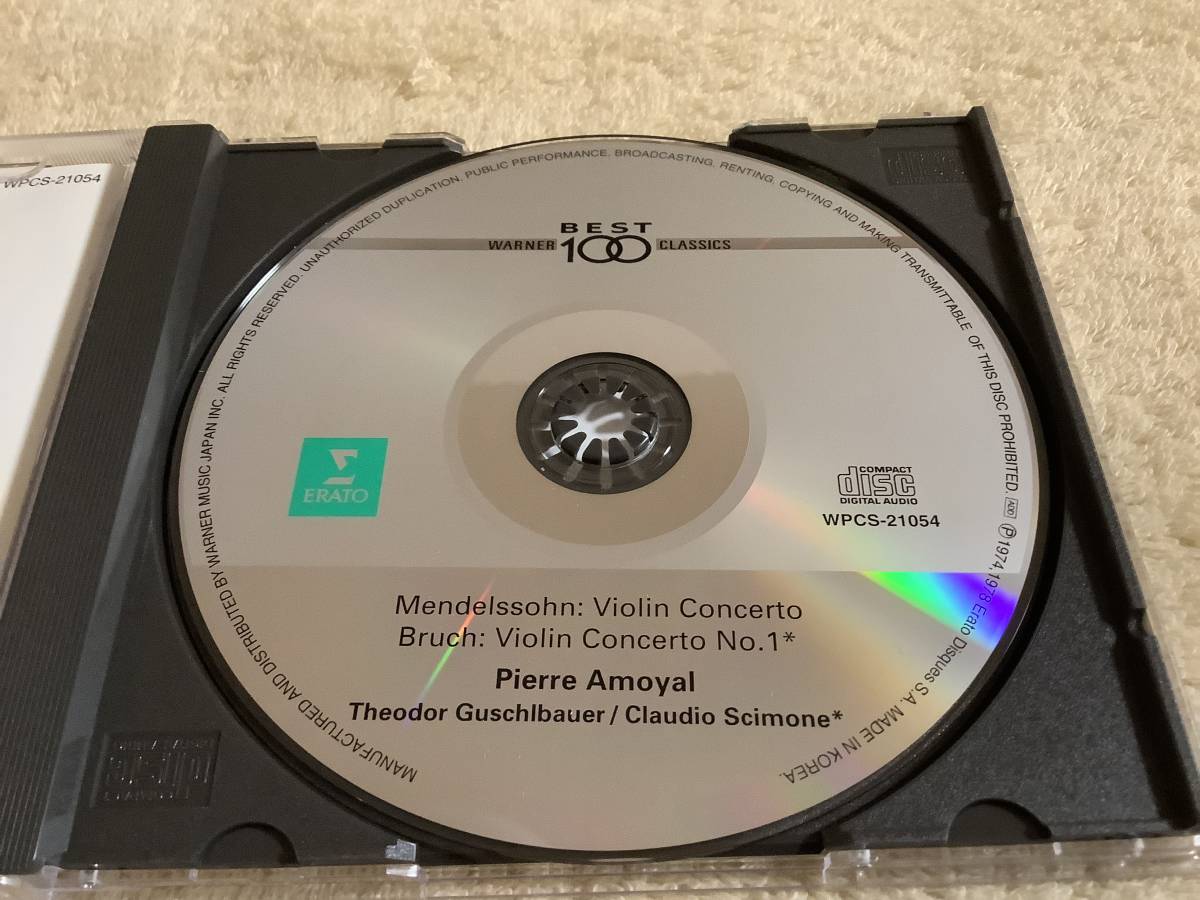 WPCS-21054
MANUFACTURED AND DISTRIBUTED BY WARNER MUSIC JAPAN INC. ALL RIGHTS RESERVED. UNAUTHORIZED DUPLICATION, PUBLIC PERFORMANCE, BROADCASTING, RENTING, COPYING AND MAKING TRANSMITTABLE OF THIS DISC PROHIBITED. ADD Ⓟ1974,1978 Erato Disques S.A. MADE IN KOREA.
BEST
WARNER 100 CLASSICS
ERATO
COMPACT
disc
DIGITAL AUDIO
WPCS-21054
Mendelssohn: Violin Concerto
Bruch: Violin Concerto No.1*
Pierre Amoyal
Theodor Guschlbauer / Claudio Scimone*
disc